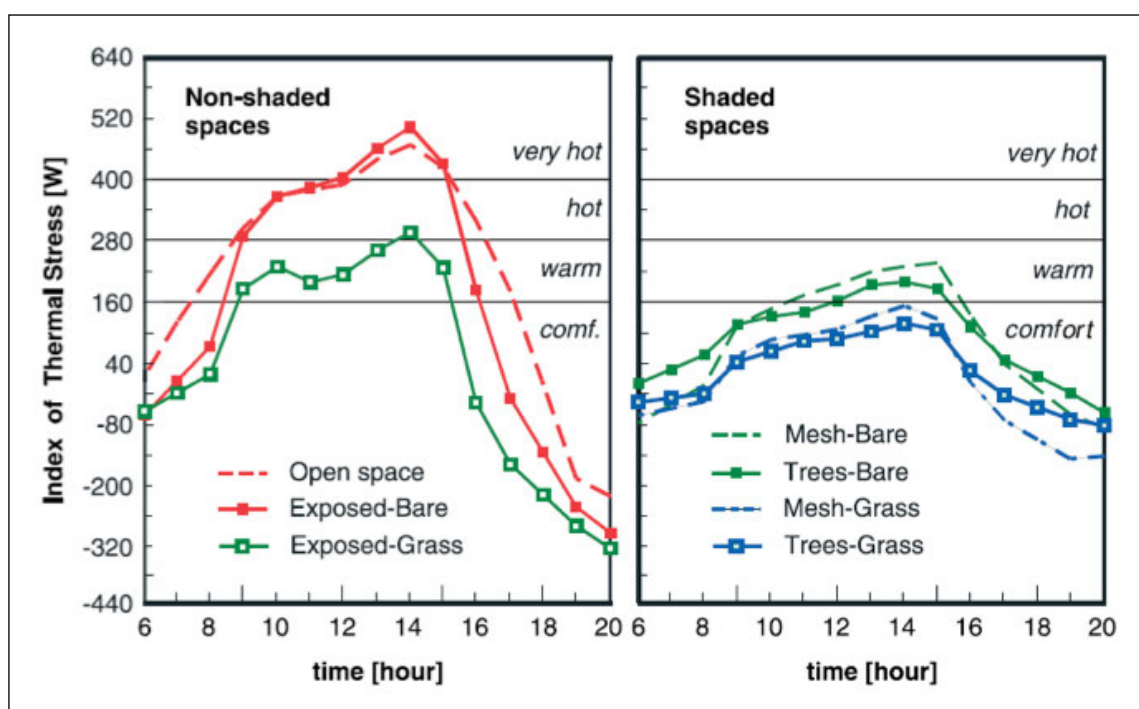 Index of Thermal Stress [W]
640
520
400
280
160
40
-80
-200
-320
-440
Non-shaded
spaces
very hot
hot
warm
comf.
Open space
Exposed-Bare
Exposed-Grass
6 8 10 12 14 16 18 20
time [hour]
Shaded
spaces
very hot
hot
warm
comfort
Mesh-Bare
Trees-Bare
Mesh-Grass
Trees-Grass
6 8 10 12 14 16 18 20
time [hour]